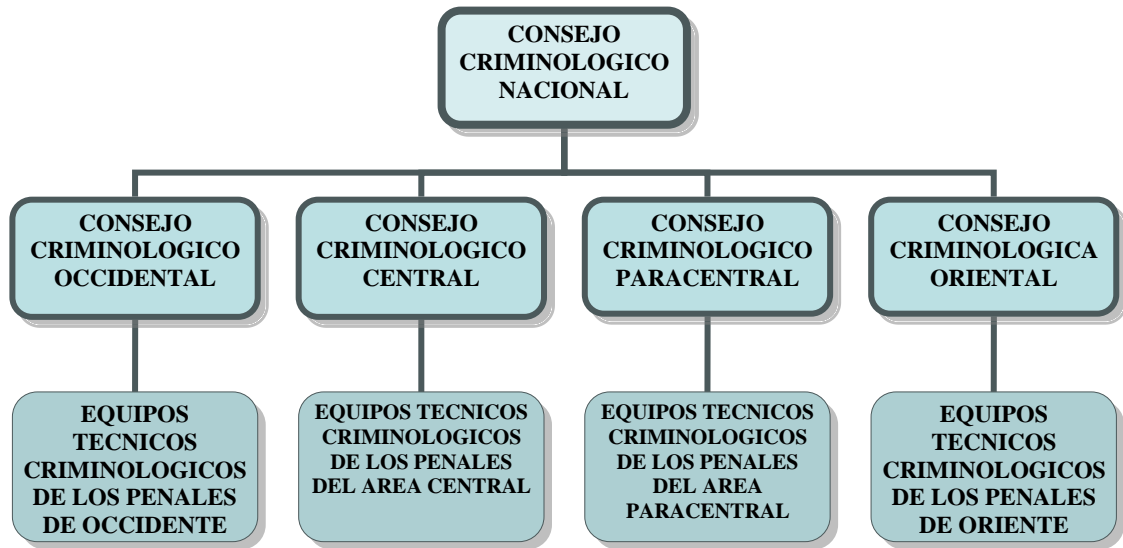 CONSEJO
CRIMINOLOGICO
NACIONAL
CONSEJO
CRIMINOLOGICO
OCCIDENTAL
CONSEJO
CRIMINOLOGICO
CENTRAL
CONSEJO
CRIMINOLOGICO
PARACENTRAL
CONSEJO
CRIMINOLOGICA
ORIENTAL
EQUIPOS
TECNICOS
CRIMINOLOGICOS
DE LOS PENALES
DE OCCIDENTE
EQUIPOS TECNICOS
CRIMINOLOGICOS
DE LOS PENALES
DEL AREA CENTRAL
EQUIPOS TECNICOS
CRIMINOLOGICOS
DE LOS PENALES
DEL AREA
PARACENTRAL
EQUIPOS
TECNICOS
CRIMINOLOGICOS
DE LOS PENALES
DE ORIENTE